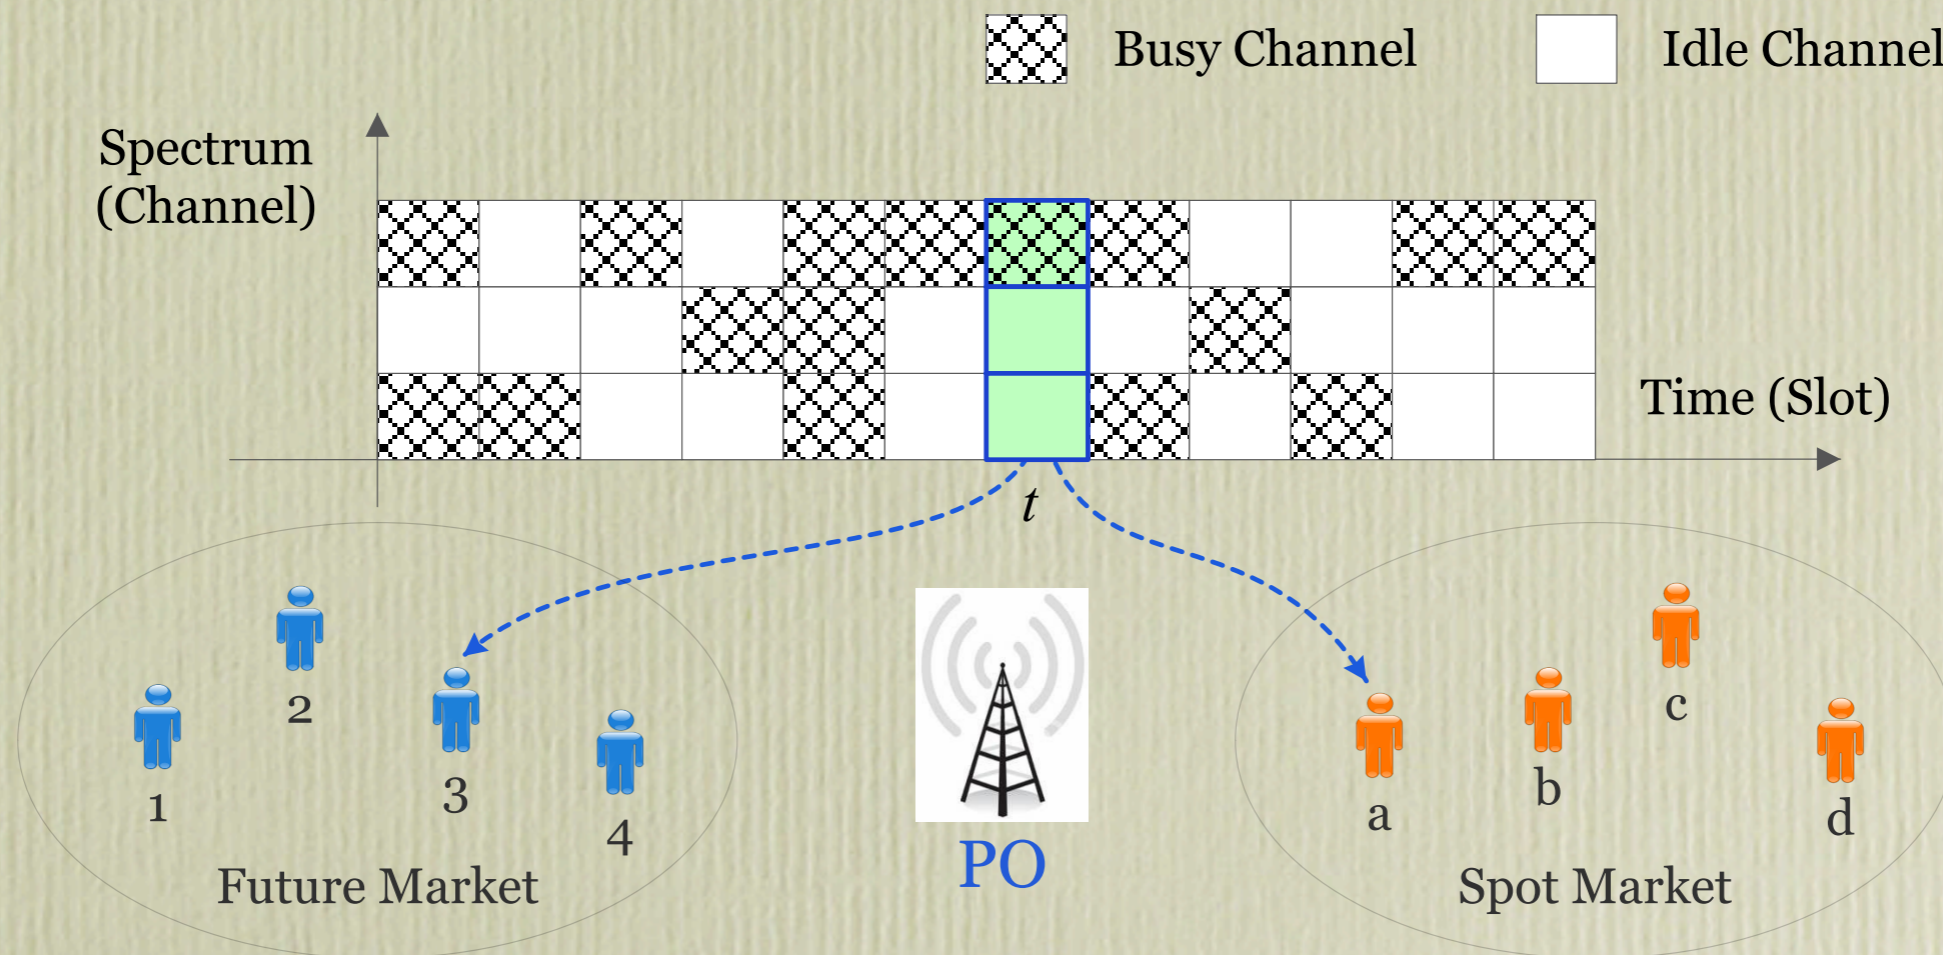 Busy Channel
Idle Channel
Spectrum
(Channel)
Time (Slot)
t
1
2
3
4
Future Market
PO
a
b
c
d
Spot Market